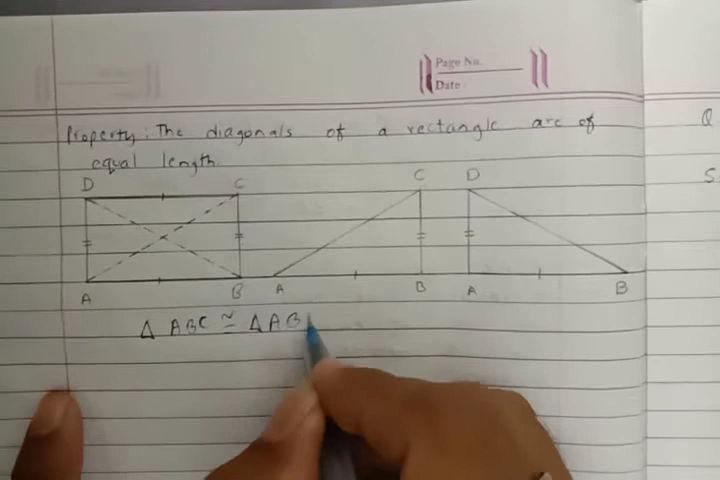 Page No.
Date
Property: The diagonals of a rectangle are of
equal length.
D C C D
A B A B A B
Δ ABC ≅ Δ AB
Q
S